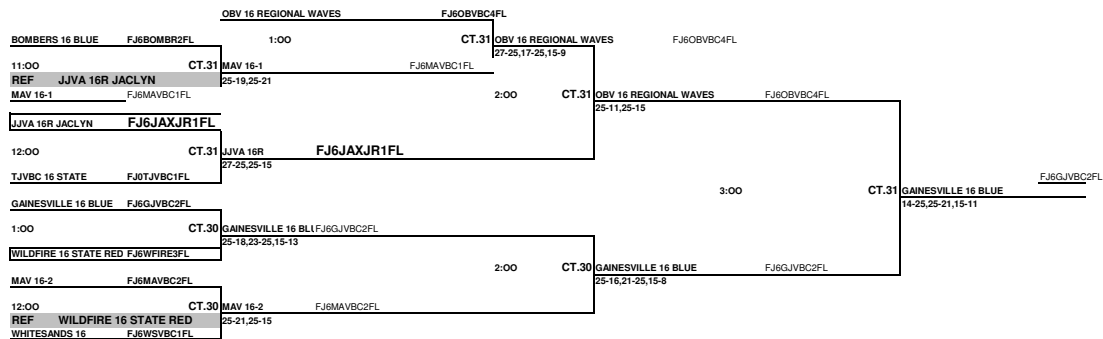 OBV 16 REGIONAL WAVES FJ6OBVBC4FL
BOMBERS 16 BLUE FJ6BOMBR2FL 1:OO CT.31 OBV 16 REGIONAL WAVES FJ6OBVBC4FL
27-25,17-25,15-9
11:OO CT.31 MAV 16-1 FJ6MAVBC1FL
REF JJVA 16R JACLYN 25-19,25-21
MAV 16-1 FJ6MAVBC1FL 2:OO CT.31 OBV 16 REGIONAL WAVES FJ6OBVBC4FL
25-11,25-15
JJVA 16R JACLYN FJ6JAXJR1FL
12:OO CT.31 JJVA 16R FJ6JAXJR1FL
27-25,25-15
TJVBC 16 STATE FJ0TJVBC1FL FJ6GJVBC2FL
3:OO CT.31 GAINESVILLE 16 BLUE
GAINESVILLE 16 BLUE FJ6GJVBC2FL 14-25,25-21,15-11
1:OO CT.30 GAINESVILLE 16 BLU FJ6GJVBC2FL
25-18,23-25,15-13
WILDFIRE 16 STATE RED FJ6WFIRE3FL
2:OO CT.30 GAINESVILLE 16 BLUE FJ6GJVBC2FL
MAV 16-2 FJ6MAVBC2FL 25-16,21-25,15-8
12:OO CT.30 MAV 16-2 FJ6MAVBC2FL
REF WILDFIRE 16 STATE RED 25-21,25-15
WHITESANDS 16 FJ6WSVBC1FL